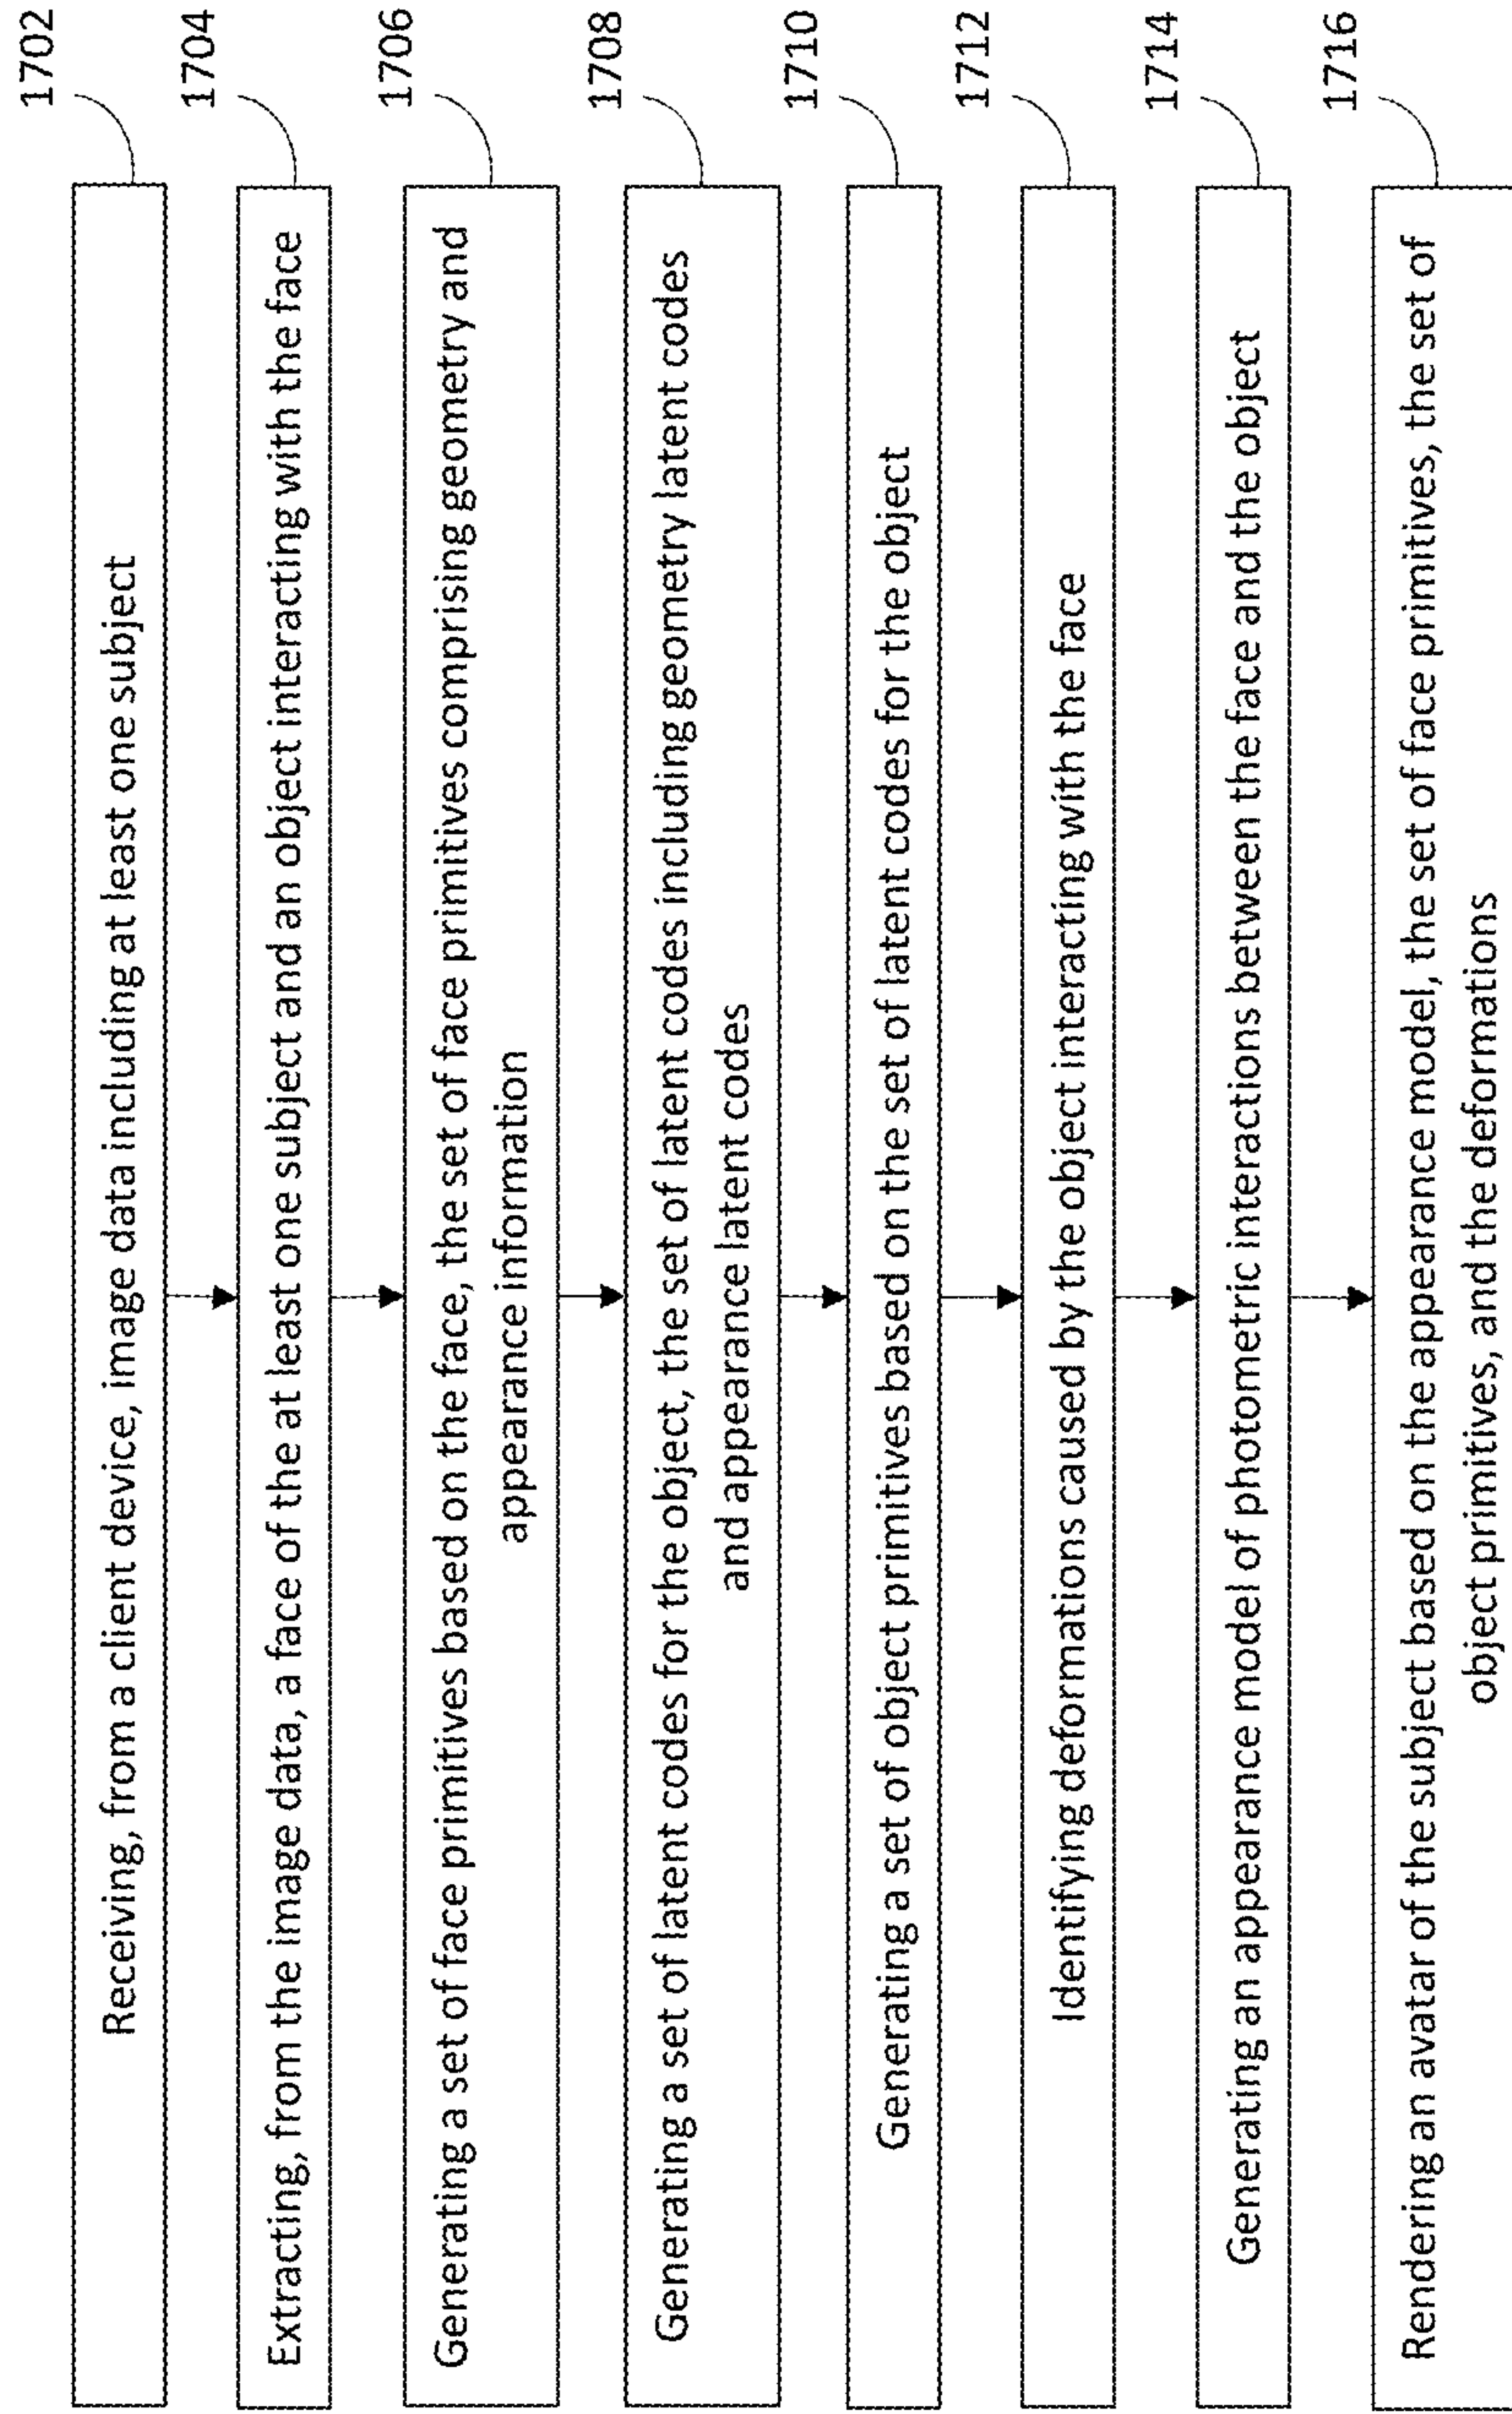 1702
Receiving, from a client device, image data including at least one subject
1704
Extracting, from the image data, a face of the at least one subject and an object interacting with the face
1706
Generating a set of face primitives based on the face, the set of face primitives comprising geometry and
appearance information
1708
Generating a set of latent codes for the object, the set of latent codes including geometry latent codes
and appearance latent codes
1710
Generating a set of object primitives based on the set of latent codes for the object
1712
Identifying deformations caused by the object interacting with the face
1714
Generating an appearance model of photometric interactions between the face and the object
1716
Rendering an avatar of the subject based on the appearance model, the set of face primitives, the set of
object primitives, and the deformations